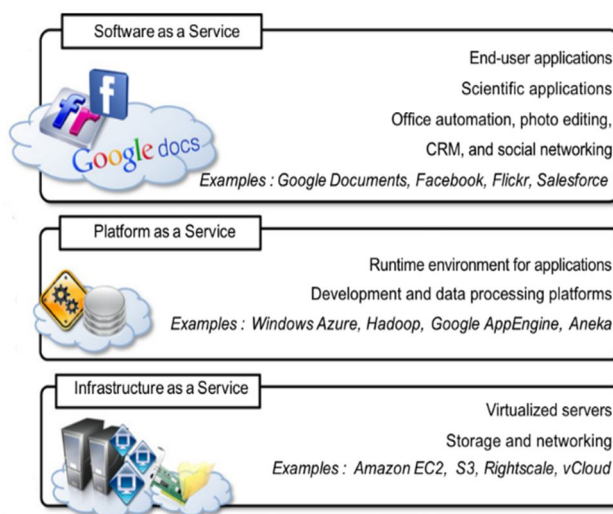 Software as a Service
End-user applications
Scientific applications
Office automation, photo editing,
CRM, and social networking
Examples : Google Documents, Facebook, Flickr, Salesforce
f
fr
Google docs
Platform as a Service
Runtime environment for applications
Development and data processing platforms
Examples : Windows Azure, Hadoop, Google AppEngine, Aneka
Infrastructure as a Service
Virtualized servers
Storage and networking
Examples : Amazon EC2, S3, Rightscale, vCloud